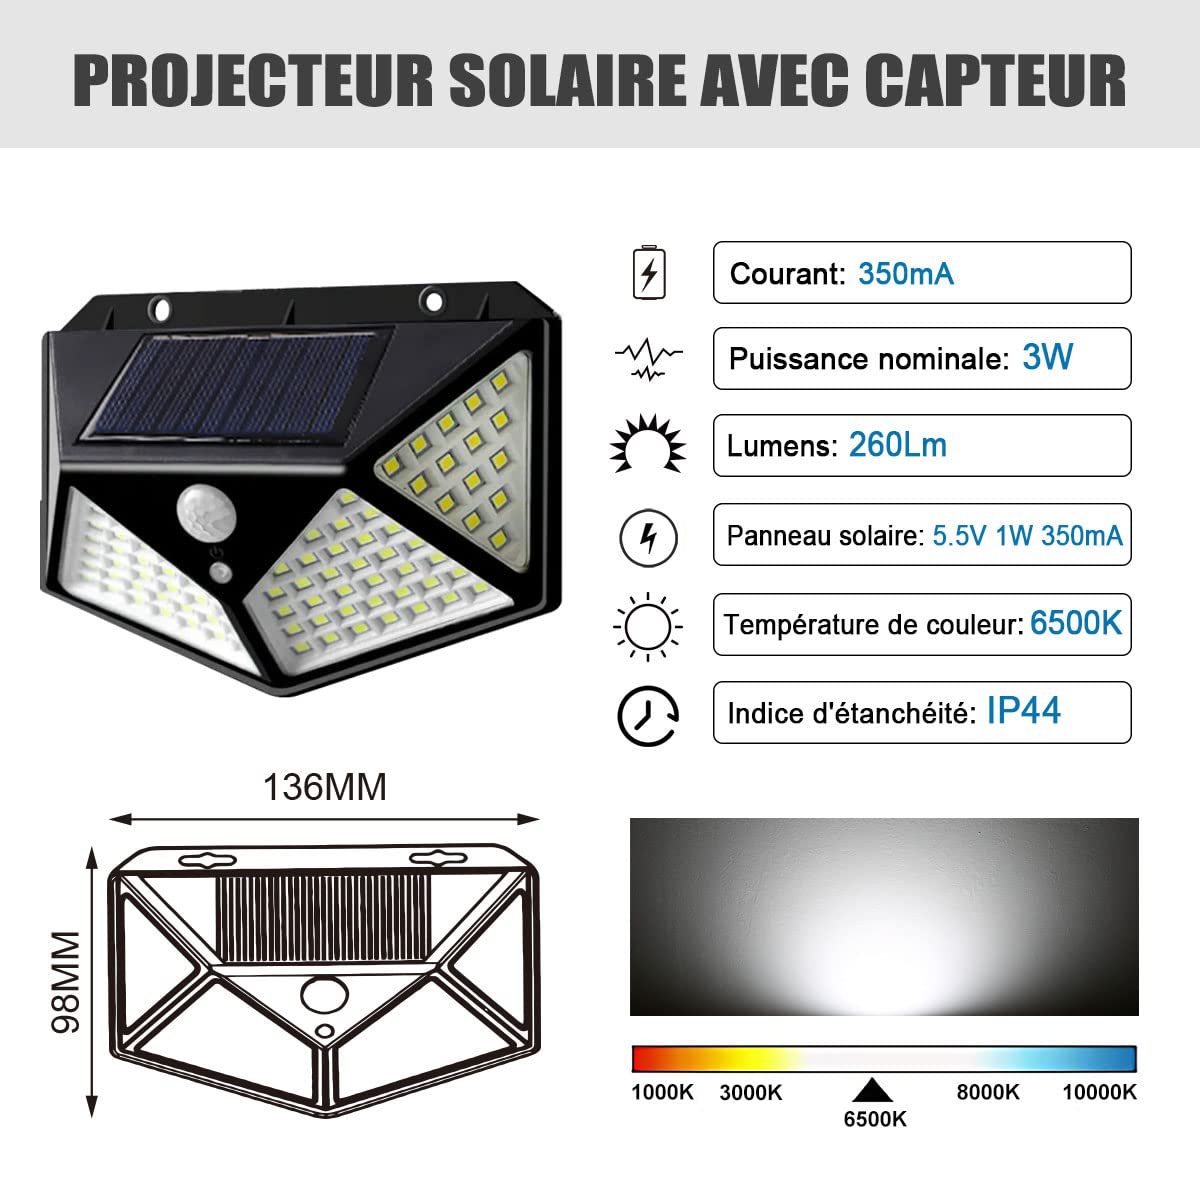 PROJECTEUR SOLAIRE AVEC CAPTEUR
Courant: 350mA
Puissance nominale: 3W
Lumens: 260Lm
Panneau solaire: 5.5V 1W 350mA
Température de couleur: 6500K
Indice d'étanchéité: IP44
136MM
98MM
1000K 3000K 8000K 10000K
6500K